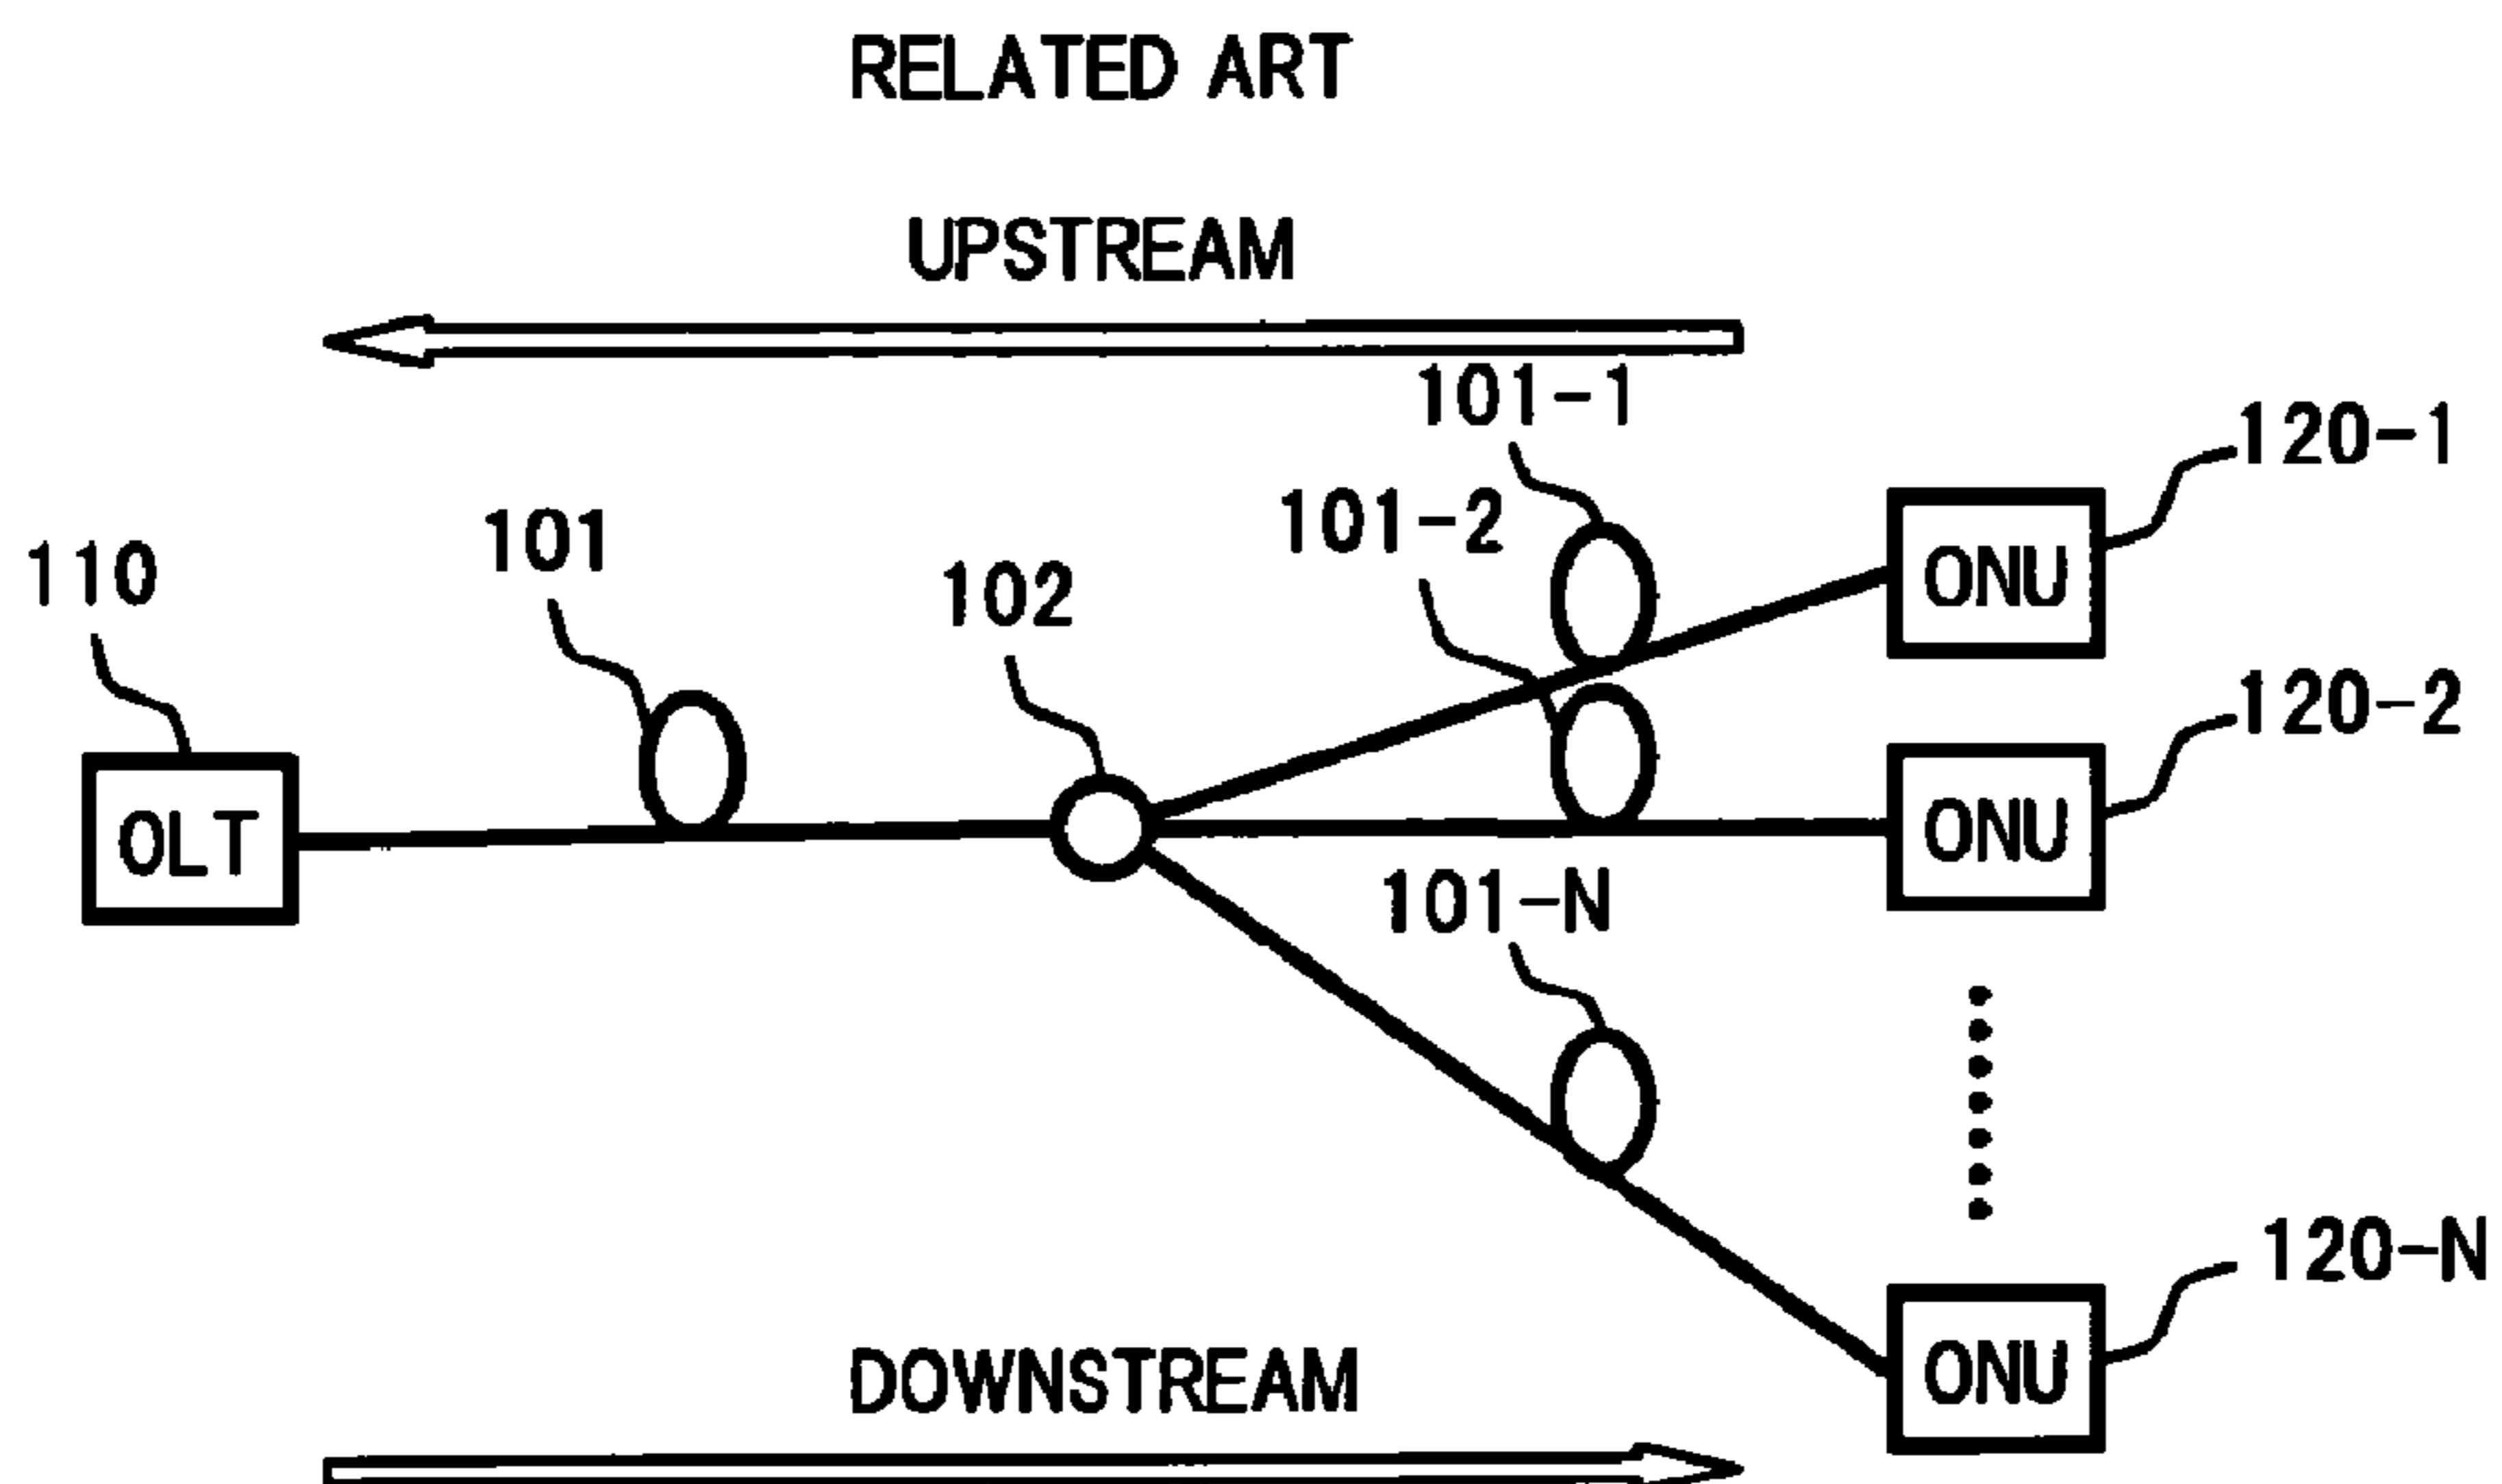 RELATED ART
UPSTREAM
101-1
120-1
101-2
101
110
102
ONU
120-2
OLT
ONU
101-N
120-N
DOWNSTREAM
ONU